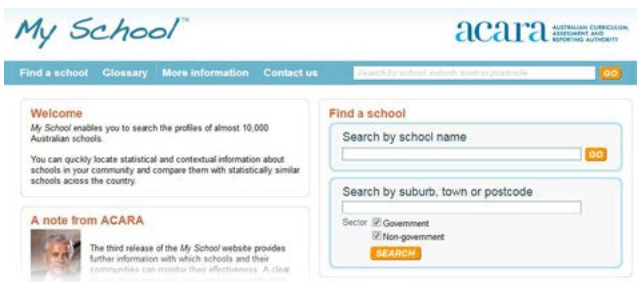 My School™
acara AUSTRALIAN CURRICULUM,
ASSESSMENT AND
REPORTING AUTHORITY
Find a school Glossary More information Contact us Search by school suburb, town or postcode GO
Welcome
My School enables you to search the profiles of almost 10,000
Australian schools.
You can quickly locate statistical and contextual information about
schools in your community and compare them with statistically similar
schools across the country.
A note from ACARA
The third release of the My School website provides
further information with which schools and their
communities can monitor their effectiveness. A clear
Find a school
Search by school name
GO
Search by suburb, town or postcode
Sector Government
Non-government
SEARCH